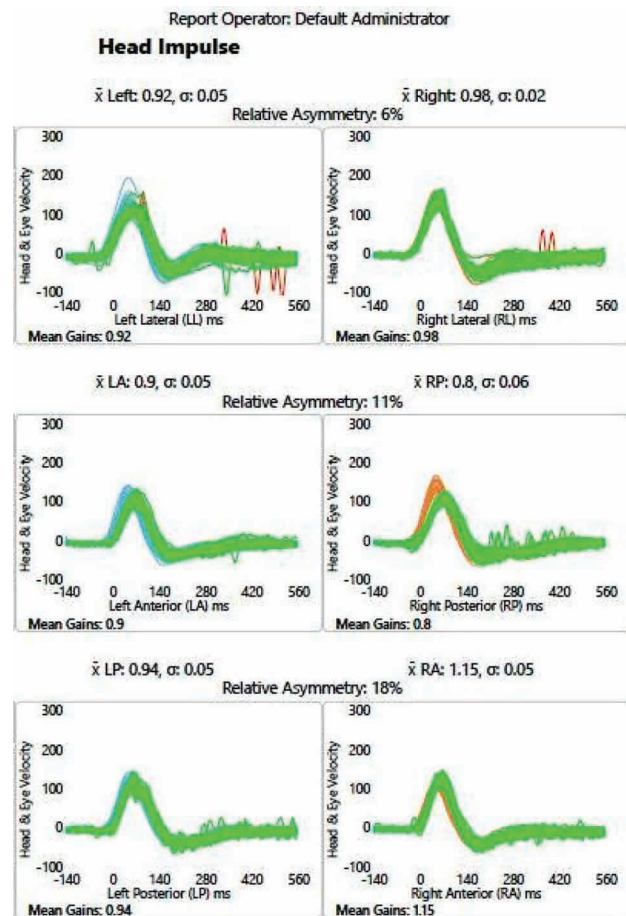 Report Operator: Default Administrator
Head Impulse
x̄ Left: 0.92, σ: 0.05
x̄ Right: 0.98, σ: 0.02
Relative Asymmetry: 6%
Head & Eye Velocity
300
200
100
0
-100
-140 0 140 280 420 560
Left Lateral (LL) ms
Mean Gains: 0.92
Head & Eye Velocity
300
200
100
0
-100
-140 0 140 280 420 560
Right Lateral (RL) ms
Mean Gains: 0.98
x̄ LA: 0.9, σ: 0.05
x̄ RP: 0.8, σ: 0.06
Relative Asymmetry: 11%
Head & Eye Velocity
300
200
100
0
-100
-140 0 140 280 420 560
Left Anterior (LA) ms
Mean Gains: 0.9
Head & Eye Velocity
300
200
100
0
-100
-140 0 140 280 420 560
Right Posterior (RP) ms
Mean Gains: 0.8
x̄ LP: 0.94, σ: 0.05
x̄ RA: 1.15, σ: 0.05
Relative Asymmetry: 18%
Head & Eye Velocity
300
200
100
0
-100
-140 0 140 280 420 560
Left Posterior (LP) ms
Mean Gains: 0.94
Head & Eye Velocity
300
200
100
0
-100
-140 0 140 280 420 560
Right Anterior (RA) ms
Mean Gains: 1.15